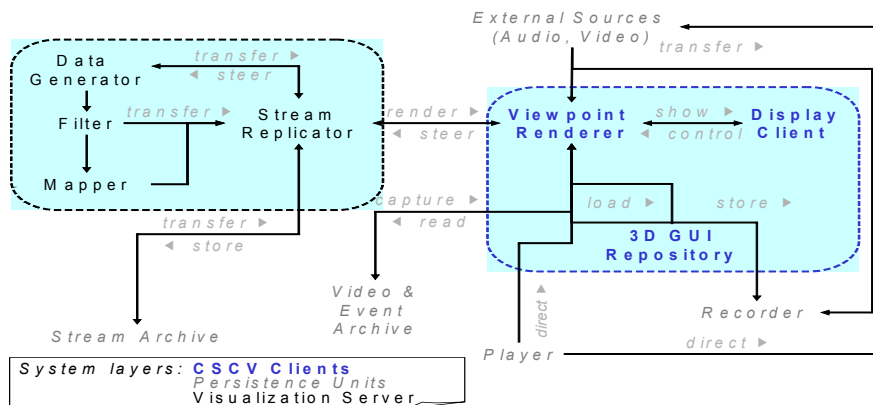 External Sources
(Audio, Video)
transfer ►
Data
Generator
transfer ►
◄ steer
Filter
transfer ►
Stream
Replicator
render ►
◄ steer
Viewpoint
Renderer
show ►
◄ control
Display
Client
Mapper
transfer ►
◄ store
capture ►
◄ read
load ►
store ►
3D GUI
Repository
Video &
Event
Archive
direct ►
Recorder
Stream Archive
Player
direct ►
System layers: CSCV Clients
Persistence Units
Visualization Server